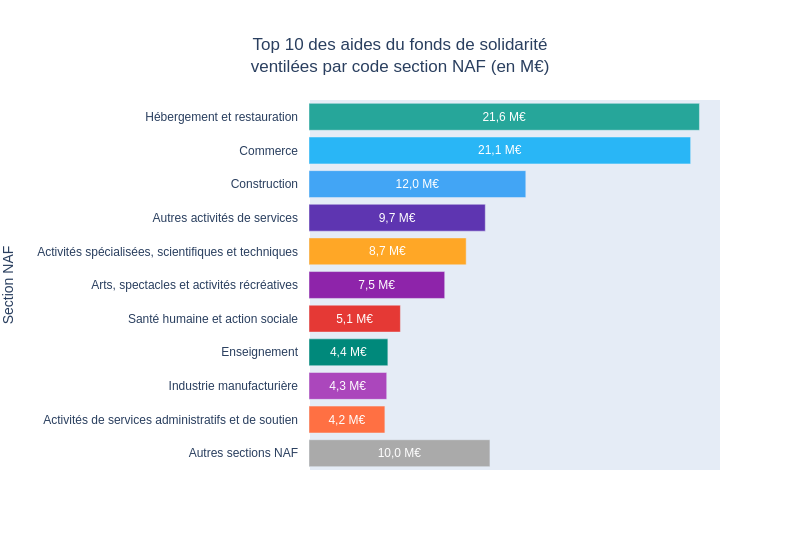 Top 10 des aides du fonds de solidarité
ventilées par code section NAF (en M€)
Section NAF
Hébergement et restauration 21,6 M€
Commerce 21,1 M€
Construction 12,0 M€
Autres activités de services 9,7 M€
Activités spécialisées, scientifiques et techniques 8,7 M€
Arts, spectacles et activités récréatives 7,5 M€
Santé humaine et action sociale 5,1 M€
Enseignement 4,4 M€
Industrie manufacturière 4,3 M€
Activités de services administratifs et de soutien 4,2 M€
Autres sections NAF 10,0 M€